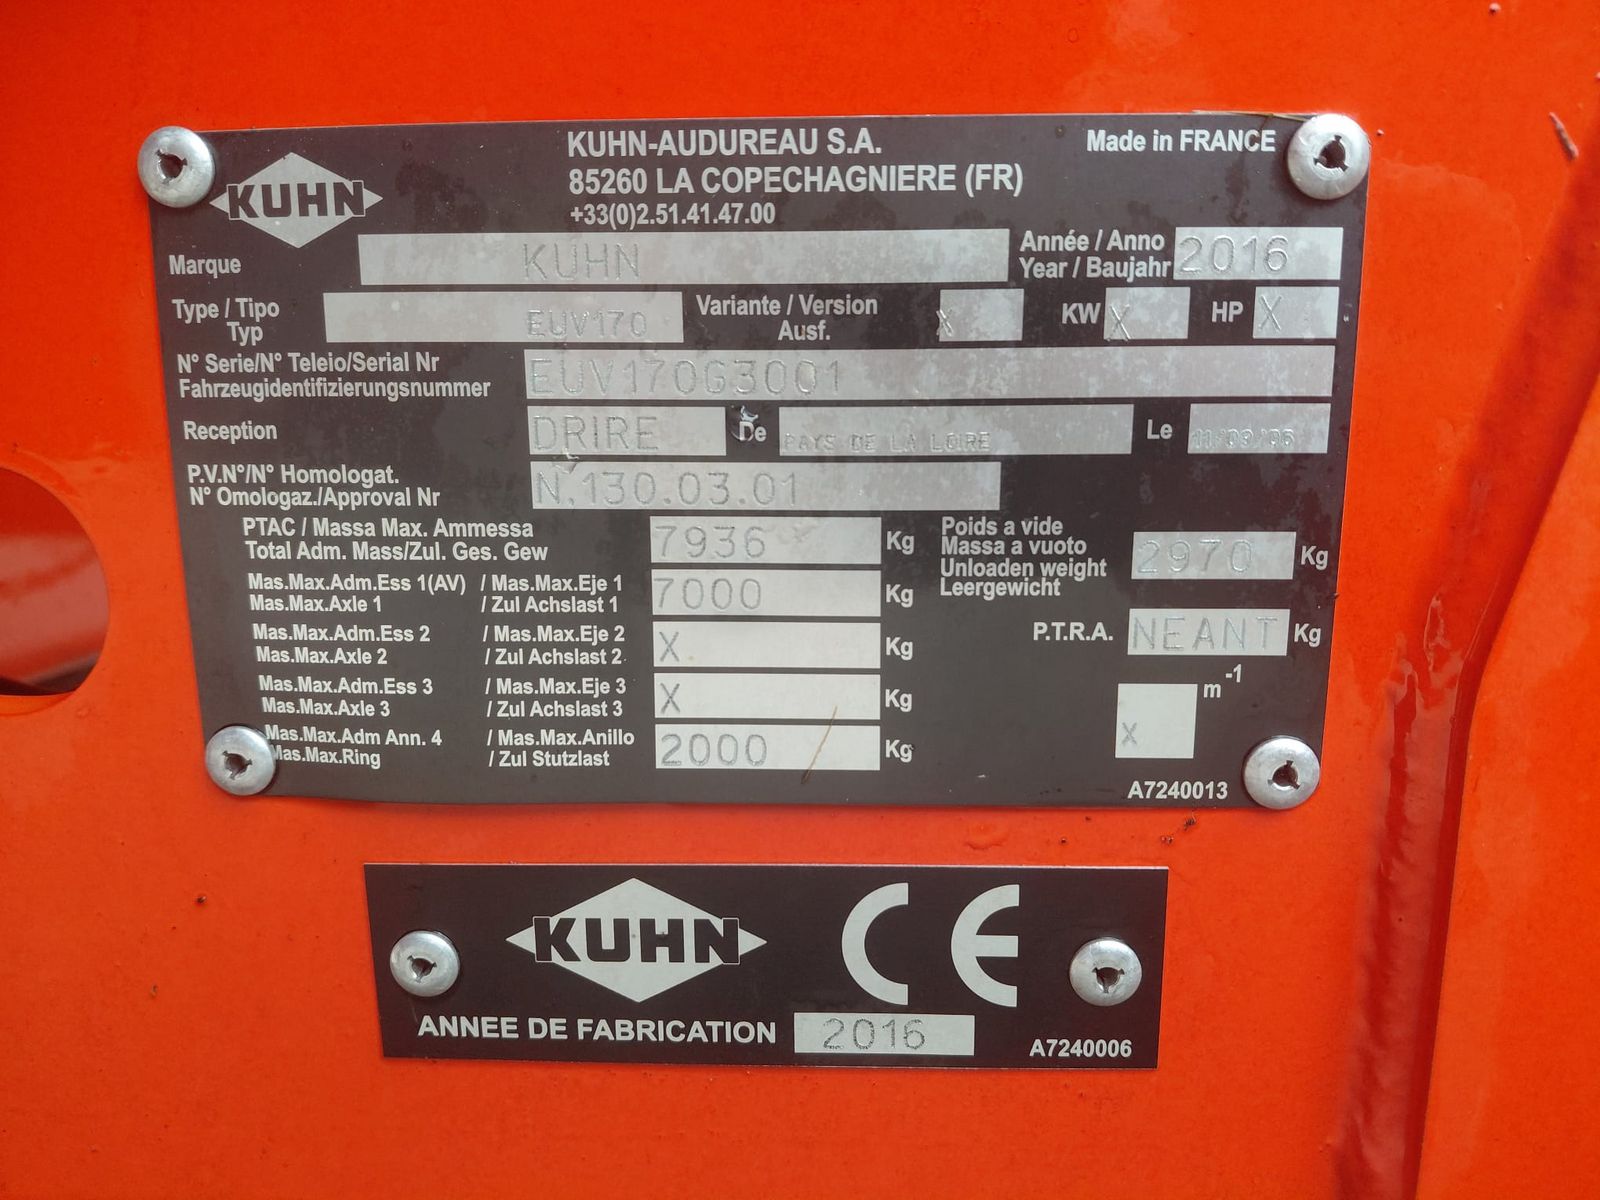 KUHN
KUHN-AUDUREAU S.A.
85260 LA COPECHAGNIERE (FR)
+33(0)2.51.41.47.00
Made in FRANCE
Marque KUHN
Année / Anno
Year / Baujahr 2016
Type / Tipo
Typ EUV170
Variante / Version
Ausf. X
KW X HP X
N° Serie/N° Teleio/Serial Nr
Fahrzeugidentifizierungsnummer EUV170G3001
Reception DRIRE De PAYS DE LA LOIRE Le 11/09/06
P.V.N°/N° Homologat.
N° Omologaz./Approval Nr N.130.03.01
PTAC / Massa Max. Ammessa
Total Adm. Mass/Zul. Ges. Gew 7936 Kg
Poids a vide
Massa a vuoto
Unloaden weight
Leergewicht 2970 Kg
Mas.Max.Adm.Ess 1(AV) / Mas.Max.Eje 1
Mas.Max.Axle 1 / Zul Achslast 1 7000 Kg
P.T.R.A. NEANT Kg
Mas.Max.Adm.Ess 2 / Mas.Max.Eje 2
Mas.Max.Axle 2 / Zul Achslast 2 X Kg
Mas.Max.Adm.Ess 3 / Mas.Max.Eje 3
Mas.Max.Axle 3 / Zul Achslast 3 X Kg
X m-1
Mas.Max.Adm Ann. 4 / Mas.Max.Anillo
Mas.Max.Ring / Zul Stutzlast 2000 Kg
A7240013
KUHN CE
ANNEE DE FABRICATION 2016
A7240006